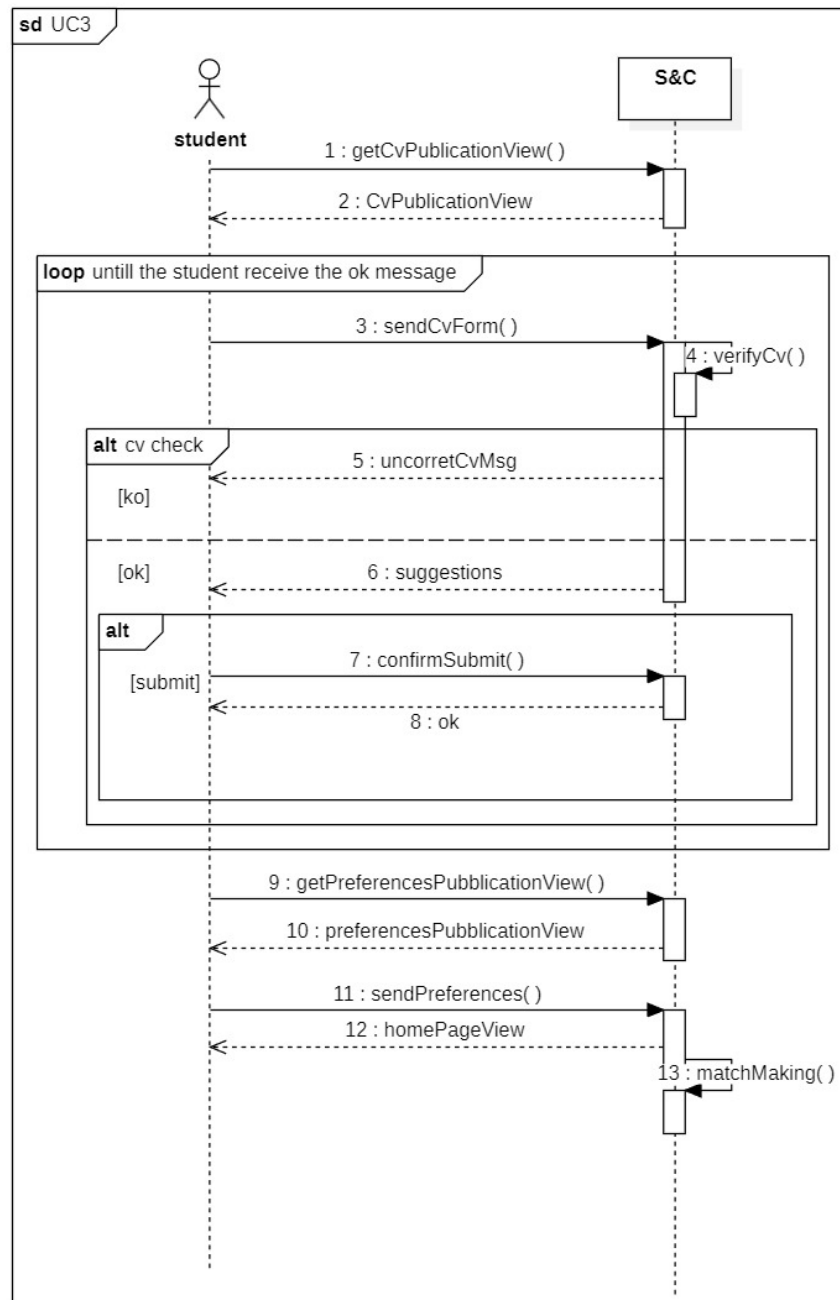 sd UC3
S&C
student
1 : getCvPublicationView( )
2 : CvPublicationView
loop untill the student receive the ok message
3 : sendCvForm( )
4 : verifyCv( )
alt cv check
5 : uncorretCvMsg
[ko]
[ok]
6 : suggestions
alt
7 : confirmSubmit( )
[submit]
8 : ok
9 : getPreferencesPubblicationView( )
10 : preferencesPubblicationView
11 : sendPreferences( )
12 : homePageView
13 : matchMaking( )